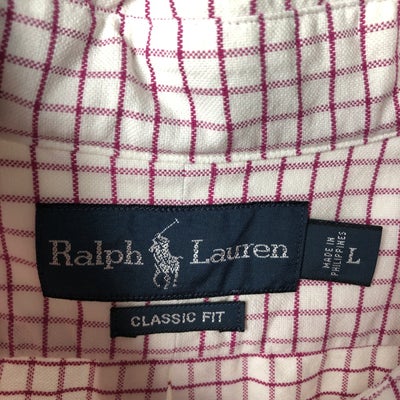 Ralph Lauren
CLASSIC FIT
L
MADE IN
PHILIPPINES